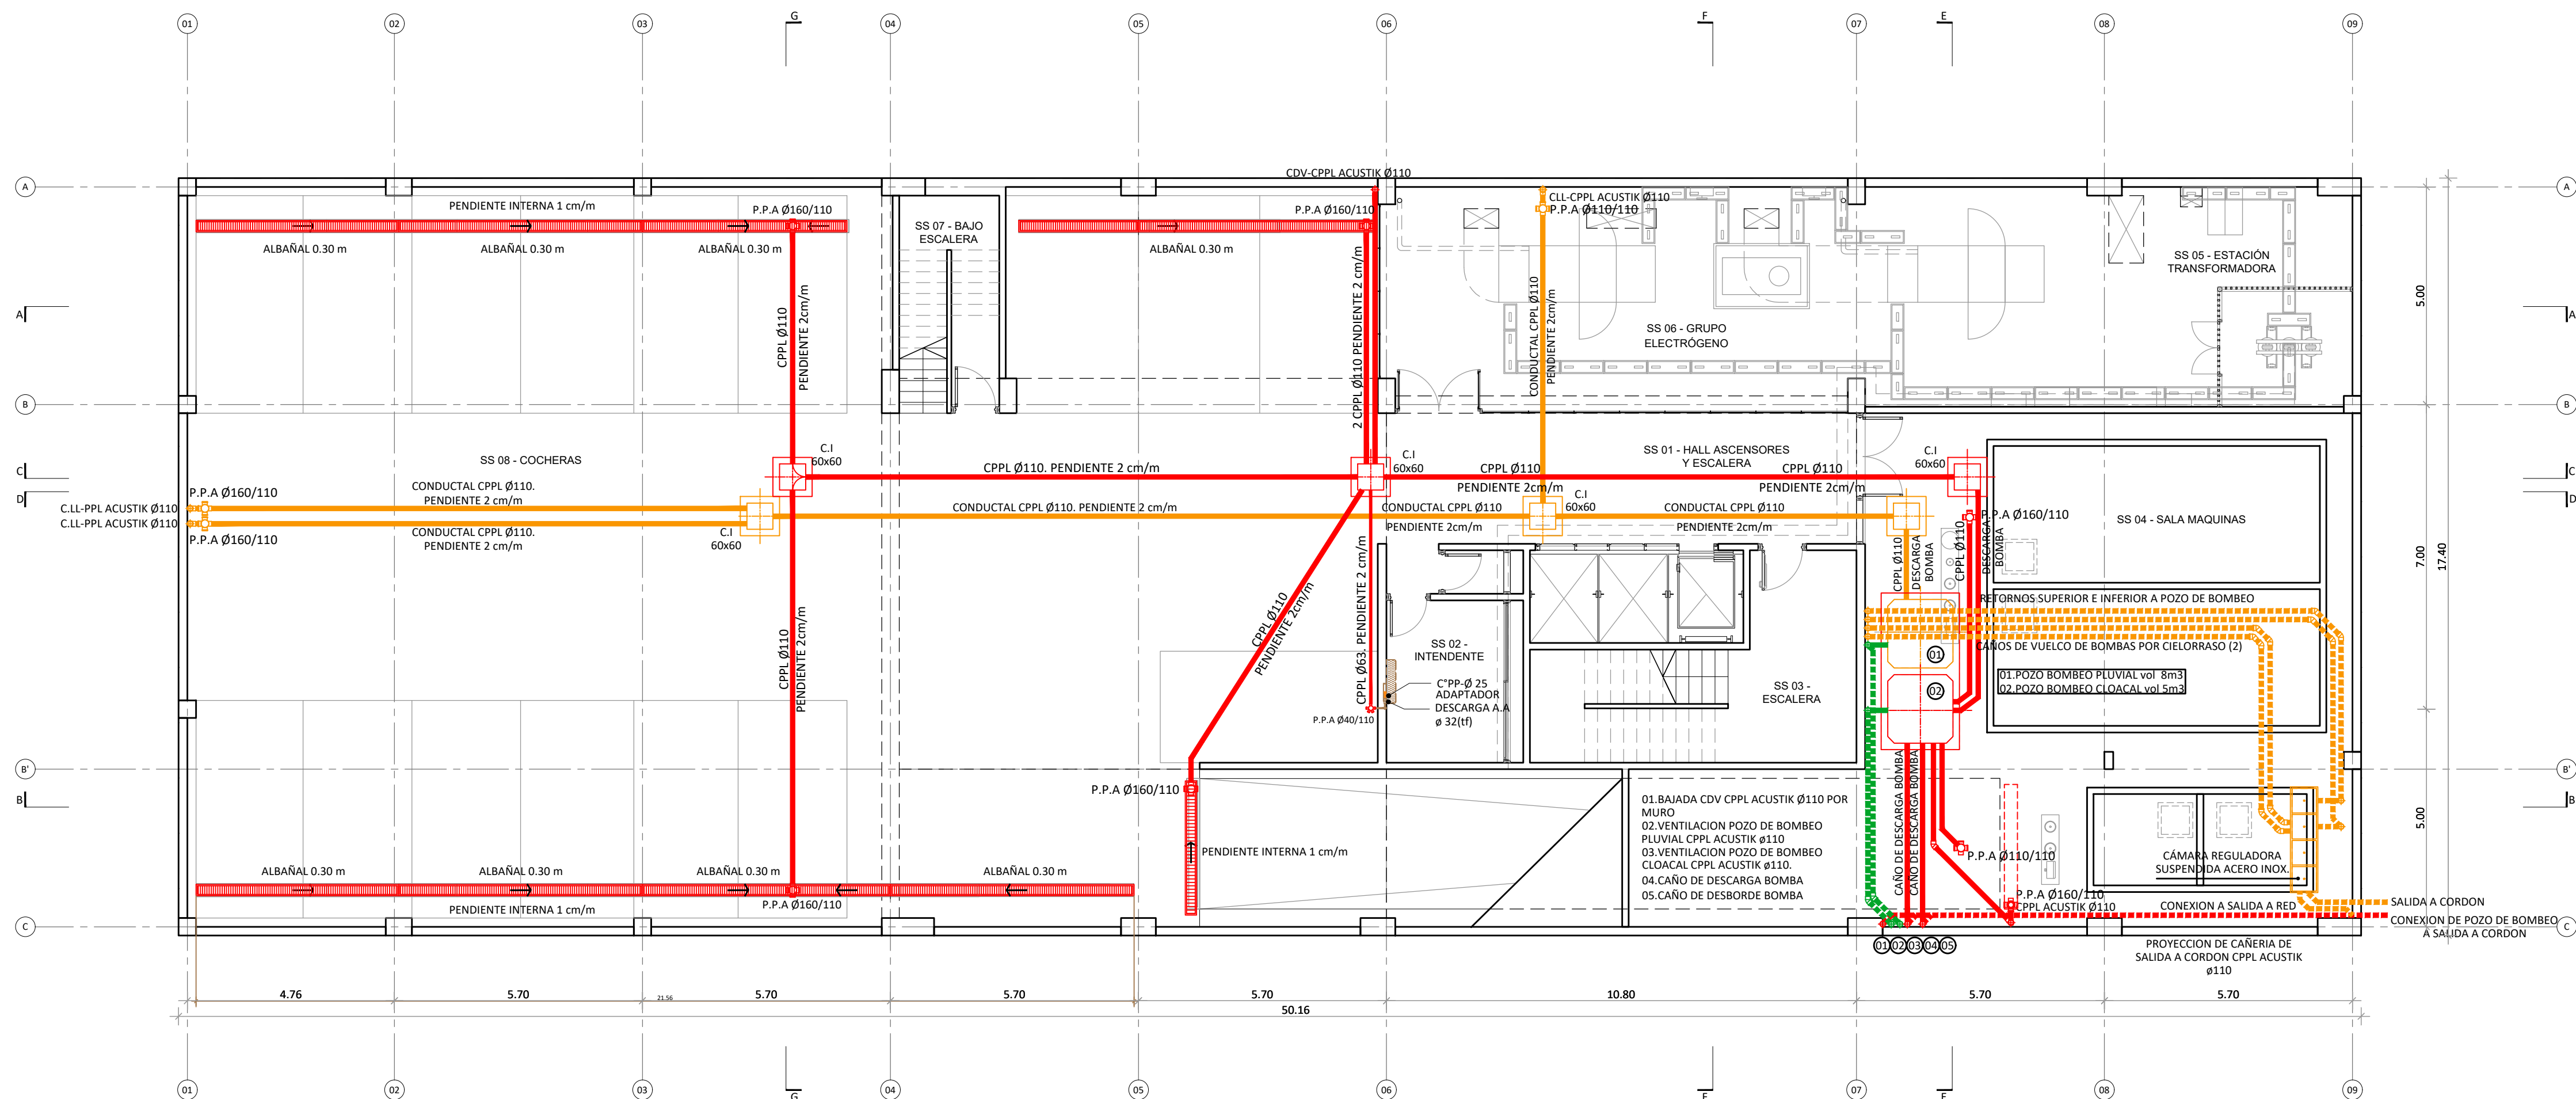 01 02 03 G 04 05 06 F 07 E 08 09
A CDV-CPPL ACUSTIK Ø110 A
PENDIENTE INTERNA 1 cm/m
P.P.A Ø160/110
P.P.A Ø160/110
CLL-CPPL ACUSTIK Ø110
P.P.A Ø110/110
SS 07 - BAJO
ESCALERA
ALBAÑAL 0.30 m
ALBAÑAL 0.30 m
ALBAÑAL 0.30 m
ALBAÑAL 0.30 m
SS 05 - ESTACIÓN
TRANSFORMADORA
CPPL Ø110
PENDIENTE 2cm/m
2 CPPL Ø110 PENDIENTE 2 cm/m
CONDUCTAL CPPL Ø110
PENDIENTE 2cm/m
5.00
A
A
SS 06 - GRUPO
ELECTRÓGENO
B
B
C.I
60x60
SS 08 - COCHERAS
C.I
60x60
SS 01 - HALL ASCENSORES
Y ESCALERA
C.I
60x60
CPPL Ø110. PENDIENTE 2 cm/m
CPPL Ø110
PENDIENTE 2cm/m
CPPL Ø110
PENDIENTE 2cm/m
C
C
D
D
CONDUCTAL CPPL Ø110.
PENDIENTE 2 cm/m
P.P.A Ø160/110
C.LL-PPL ACUSTIK Ø110
C.LL-PPL ACUSTIK Ø110
P.P.A Ø160/110
CONDUCTAL CPPL Ø110.
PENDIENTE 2 cm/m
C.I
60x60
CONDUCTAL CPPL Ø110. PENDIENTE 2 cm/m
CONDUCTAL CPPL Ø110
PENDIENTE 2cm/m
C.I
60x60
CONDUCTAL CPPL Ø110
PENDIENTE 2cm/m
P.P.A Ø160/110
SS 04 - SALA MAQUINAS
CPPL Ø110
DESCARGA
BOMBA
CPPL Ø110
DESCARGA
BOMBA
7.00
17.40
RETORNOS SUPERIOR E INFERIOR A POZO DE BOMBEO
CPPL Ø110
PENDIENTE 2cm/m
CPPL Ø110
PENDIENTE 2cm/m
CPPL Ø63. PENDIENTE 2 cm/m
SS 02 -
INTENDENTE
CAÑOS DE VUELCO DE BOMBAS POR CIELORRASO (2)
01
02
01.POZO BOMBEO PLUVIAL vol 8m3
02.POZO BOMBEO CLOACAL vol 5m3
C°PP-Ø 25
ADAPTADOR
DESCARGA A.A
ø 32(tf)
P.P.A Ø40/110
SS 03 -
ESCALERA
B'
B'
B
B
P.P.A Ø160/110
CAÑO DE DESCARGA BOMBA
CAÑO DE DESCARGA BOMBA
01.BAJADA CDV CPPL ACUSTIK Ø110 POR
MURO
02.VENTILACION POZO DE BOMBEO
PLUVIAL CPPL ACUSTIK ø110
03.VENTILACION POZO DE BOMBEO
CLOACAL CPPL ACUSTIK ø110.
04.CAÑO DE DESCARGA BOMBA
05.CAÑO DE DESBORDE BOMBA
5.00
PENDIENTE INTERNA 1 cm/m
P.P.A Ø110/110
CÁMARA REGULADORA
SUSPENDIDA ACERO INOX.
ALBAÑAL 0.30 m
ALBAÑAL 0.30 m
ALBAÑAL 0.30 m
ALBAÑAL 0.30 m
P.P.A Ø160/110
CPPL ACUSTIK Ø110
PENDIENTE INTERNA 1 cm/m
P.P.A Ø160/110
CONEXION A SALIDA A RED
SALIDA A CORDON
CONEXION DE POZO DE BOMBEO
A SALIDA A CORDON
C
C
01 02 03 04 05
PROYECCION DE CAÑERIA DE
SALIDA A CORDON CPPL ACUSTIK
ø110
4.76 5.70 21.56 5.70 5.70 5.70 10.80 5.70 5.70
50.16
01 02 03 G 04 05 06 F 07 E 08 09